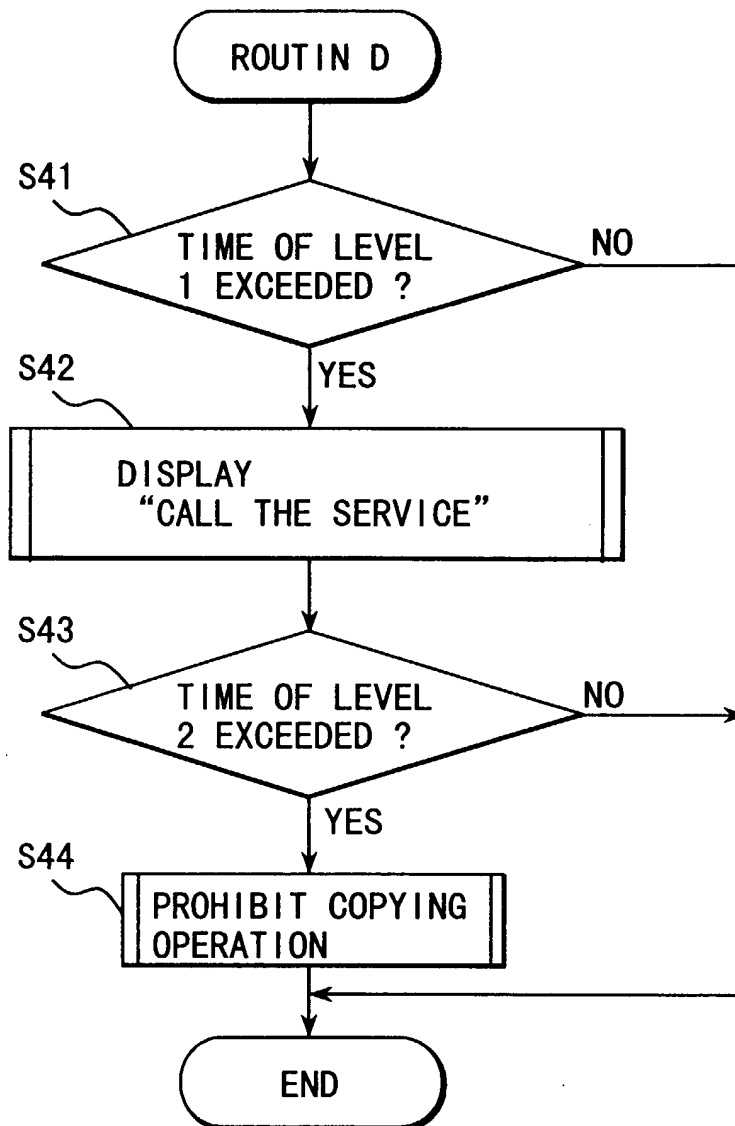 ROUTIN D
S41
TIME OF LEVEL
1 EXCEEDED ?
NO
YES
S42
DISPLAY
“CALL THE SERVICE”
S43
TIME OF LEVEL
2 EXCEEDED ?
NO
YES
S44
PROHIBIT COPYING
OPERATION
END